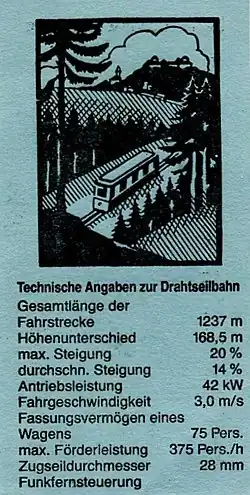 Technische Angaben zur Drahtseilbahn
Gesamtlänge der
Fahrstrecke 1237 m
Höhenunterschied 168,5 m
max. Steigung 20 %
durchschn. Steigung 14 %
Antriebsleistung 42 kW
Fahrgeschwindigkeit 3,0 m/s
Fassungsvermögen eines
Wagens 75 Pers.
max. Förderleistung 375 Pers./h
Zugseildurchmesser 28 mm
Funkfernsteuerung